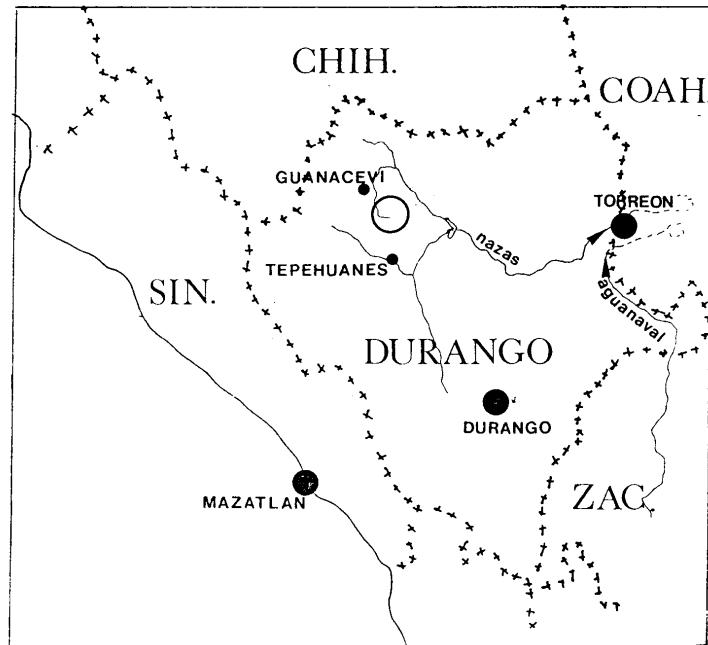 CHIH.
COAH.
GUANACEVI
TORREON
nazas
TEPEHUANES
SIN.
aguanaval
DURANGO
DURANGO
MAZATLAN
ZAC.